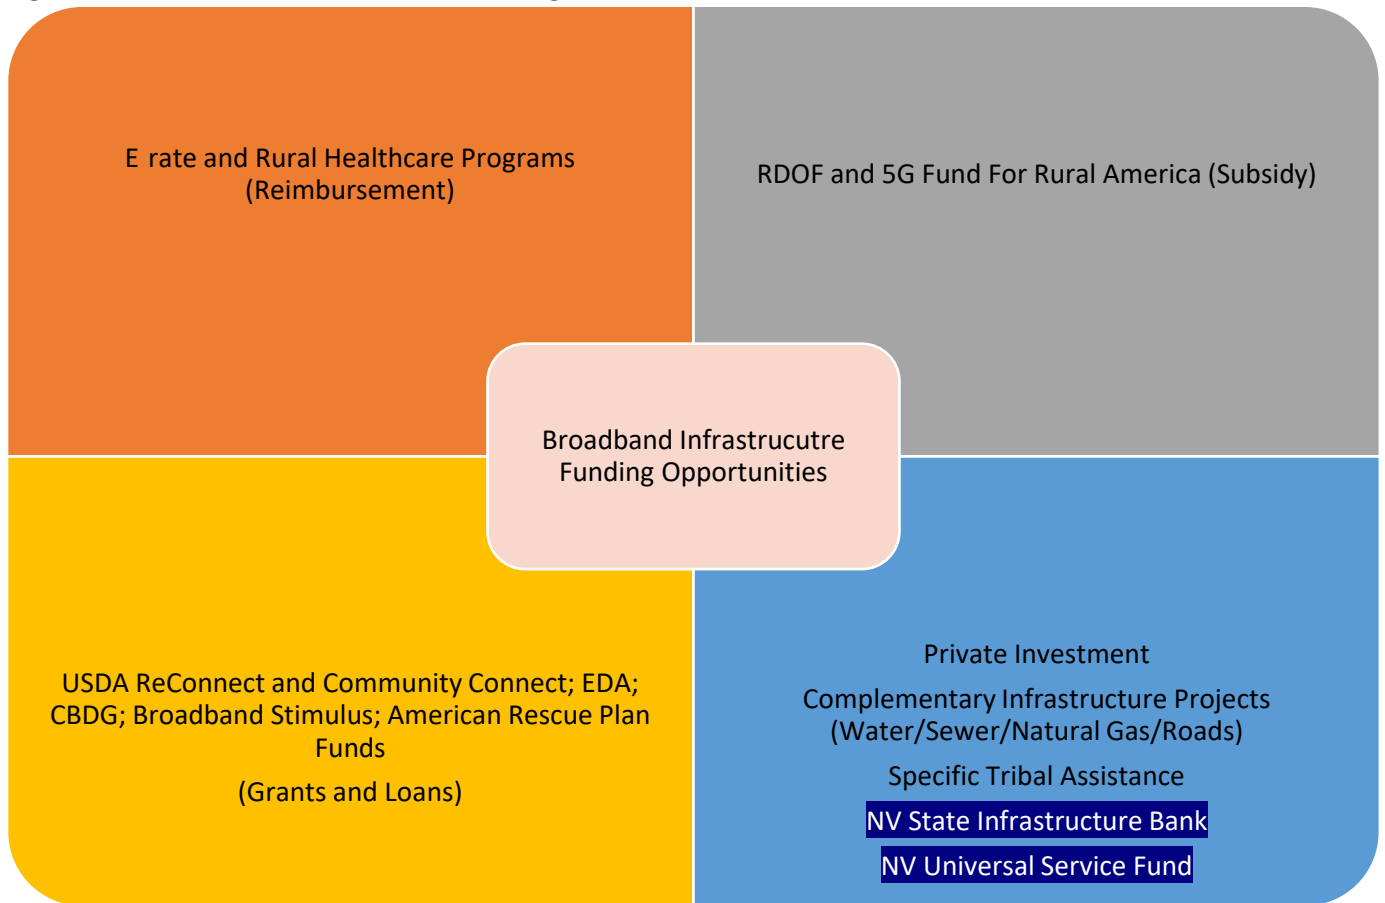 E rate and Rural Healthcare Programs
(Reimbursement)
RDOF and 5G Fund For Rural America (Subsidy)
Broadband Infrastrucutre
Funding Opportunities
USDA ReConnect and Community Connect; EDA;
CBDG; Broadband Stimulus; American Rescue Plan
Funds
(Grants and Loans)
Private Investment
Complementary Infrastructure Projects
(Water/Sewer/Natural Gas/Roads)
Specific Tribal Assistance
NV State Infrastructure Bank
NV Universal Service Fund